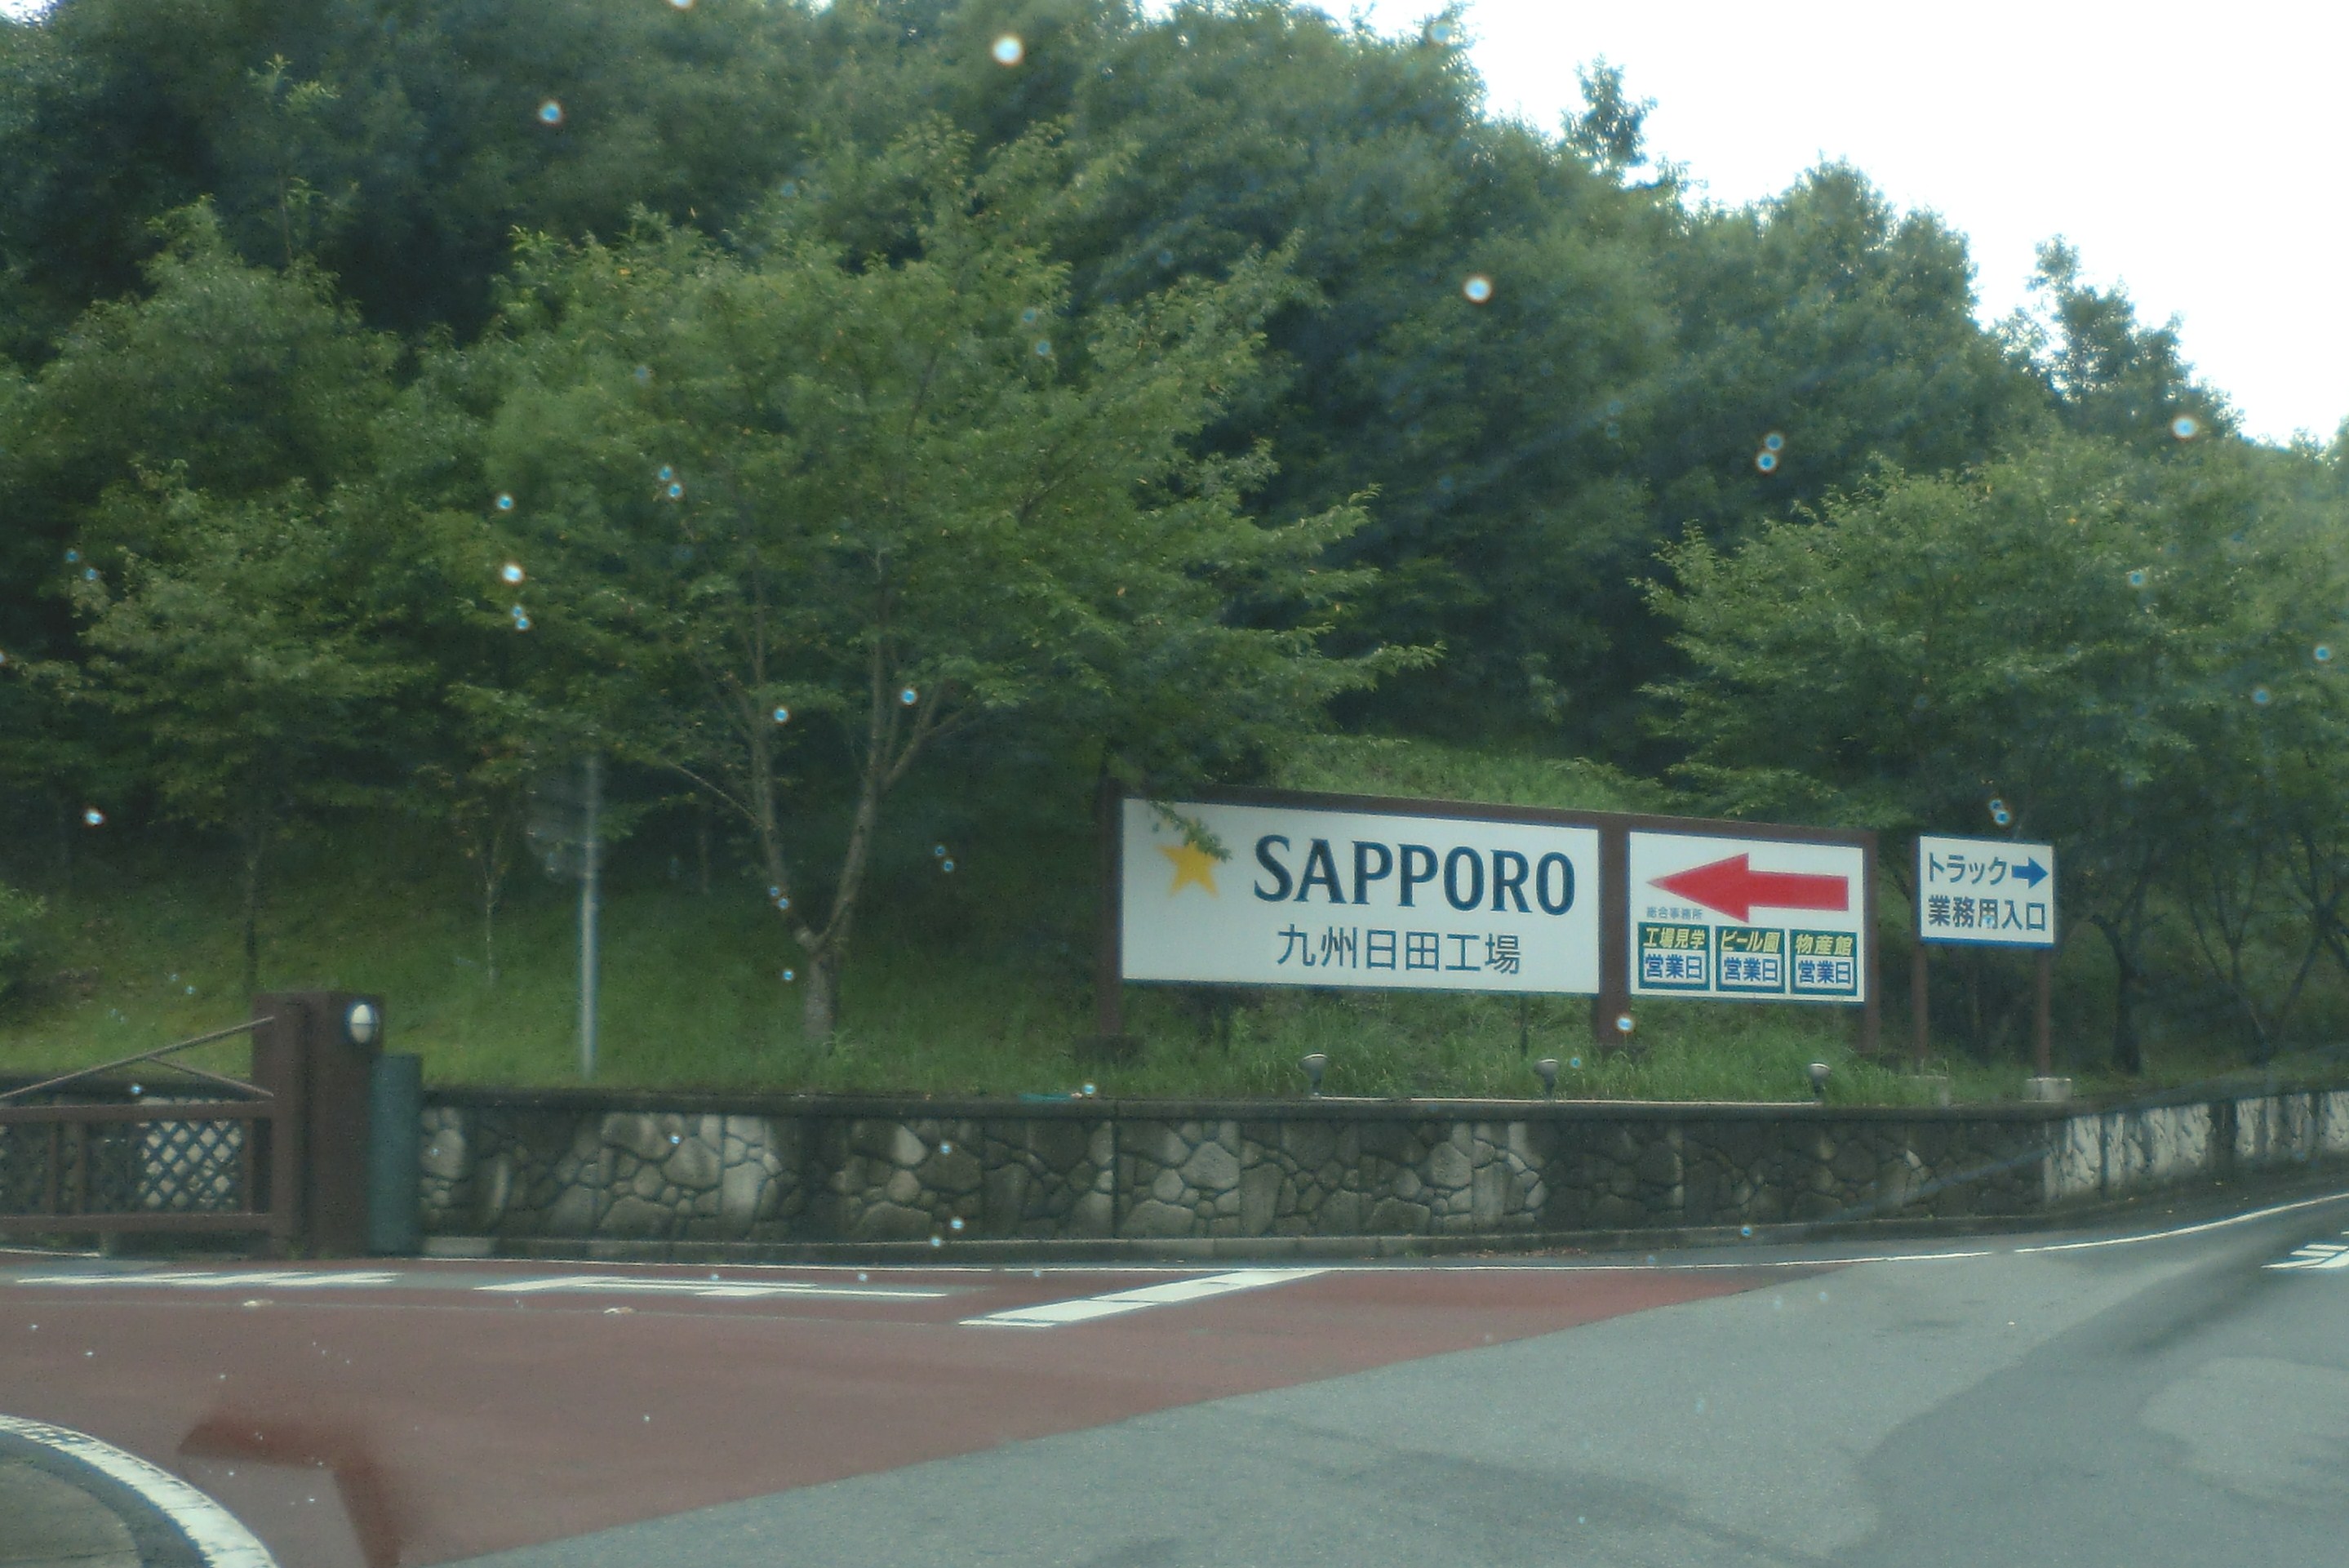 SAPPORO
九州日田工場
総合事務所
工場見学
営業日
ビール園
営業日
物産館
営業日
トラック
業務用入口